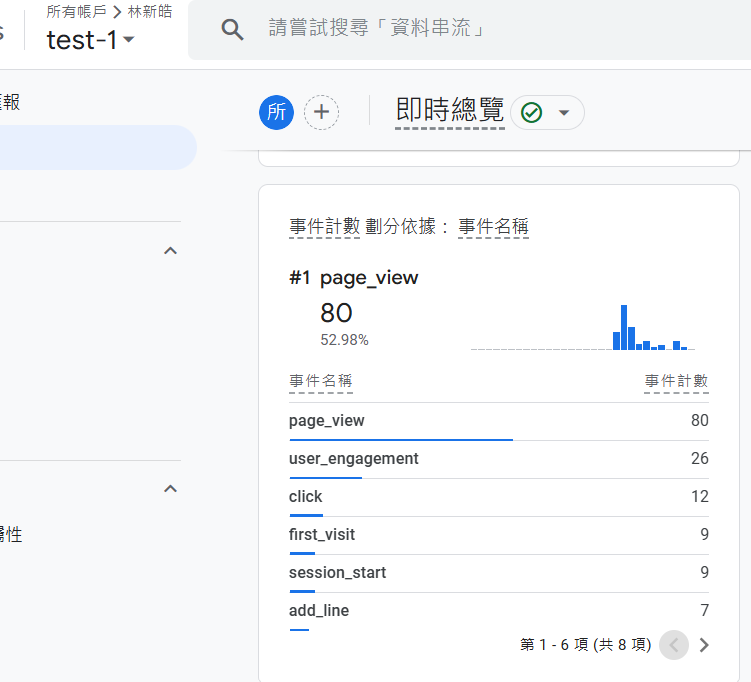 所有帳戶 > 林新皓
test-1
請嘗試搜尋「資料串流」
報
所
即時總覽
事件計數 劃分依據： 事件名稱
#1 page_view
80
52.98%
事件名稱 事件計數
page_view 80
user_engagement 26
click 12
first_visit 9
session_start 9
性
add_line 7
第 1 - 6 項 (共 8 項)